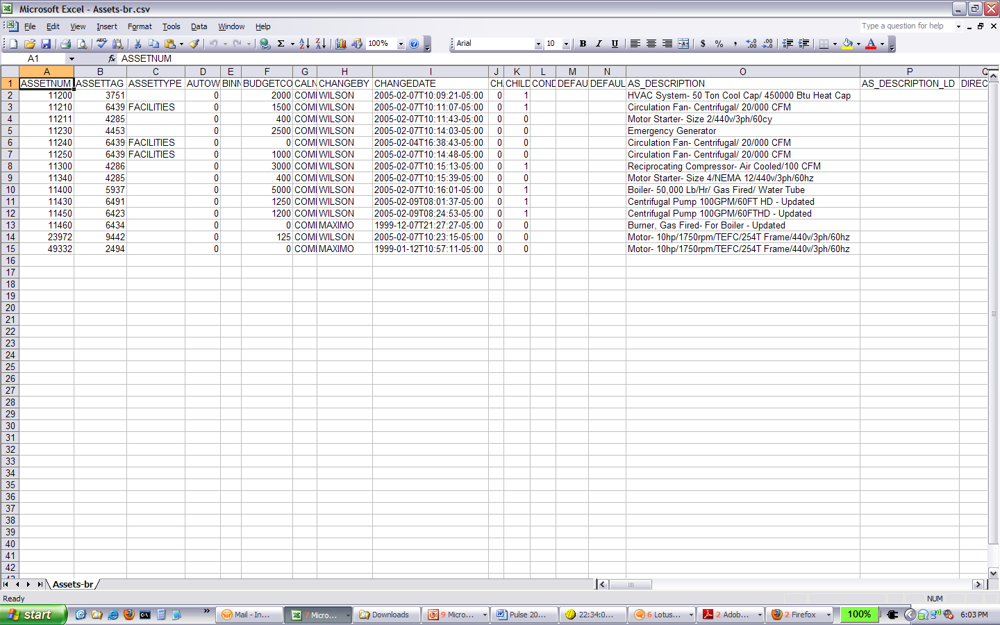 Microsoft Excel - Assets-br.csv
File Edit View Insert Format Tools Data Window Help Type a question for help
100% Arial 10 B I U $ % ,
A1 fx ASSETNUM
A B C D E F G H I J K L M N O P Q
1 ASSETNUM ASSETTAG ASSETTYPE AUTOW BINN BUDGETCO CALN CHANGEBY CHANGEDATE CH CHILD COND DEFAU DEFAUL AS_DESCRIPTION AS_DESCRIPTION_LD DIREC
2 11200 3751 0 2000 COMI WILSON 2005-02-07T10:09:21-05:00 0 1 HVAC System- 50 Ton Cool Cap/ 450000 Btu Heat Cap
3 11210 6439 FACILITIES 0 1500 COMI WILSON 2005-02-07T10:11:07-05:00 0 1 Circulation Fan- Centrifugal/ 20/000 CFM
4 11211 4285 0 400 COMI WILSON 2005-02-07T10:11:43-05:00 0 0 Motor Starter- Size 2/440v/3ph/60cy
5 11230 4453 0 2500 COMI WILSON 2005-02-07T10:14:03-05:00 0 0 Emergency Generator
6 11240 6439 FACILITIES 0 0 COMI WILSON 2005-02-04T16:38:43-05:00 0 0 Circulation Fan- Centrifugal/ 20/000 CFM
7 11250 6439 FACILITIES 0 1000 COMI WILSON 2005-02-07T10:14:48-05:00 0 0 Circulation Fan- Centrifugal/ 20/000 CFM
8 11300 4286 0 3000 COMI WILSON 2005-02-07T10:15:13-05:00 0 1 Reciprocating Compressor- Air Cooled/100 CFM
9 11340 4285 0 400 COMI WILSON 2005-02-07T10:15:39-05:00 0 0 Motor Starter- Size 4/NEMA 12/440v/3ph/60hz
10 11400 5937 0 5000 COMI WILSON 2005-02-07T10:16:01-05:00 0 1 Boiler- 50,000 Lb/Hr/ Gas Fired/ Water Tube
11 11430 6491 0 1250 COMI WILSON 2005-02-09T08:01:37-05:00 0 1 Centrifugal Pump 100GPM/60FT HD - Updated
12 11450 6423 0 1200 COMI WILSON 2005-02-09T08:24:53-05:00 0 1 Centrifugal Pump 100GPM/60FTHD - Updated
13 11460 6434 0 0 COMI MAXIMO 1999-12-07T21:27:27-05:00 0 0 Burner, Gas Fired- For Boiler - Updated
14 23972 9442 0 125 COMI WILSON 2005-02-07T10:23:15-05:00 0 0 Motor- 10hp/1750rpm/TEFC/254T Frame/440v/3ph/60hz
15 49332 2494 0 0 COMI MAXIMO 1999-01-12T10:57:11-05:00 0 0 Motor- 10hp/1750rpm/TEFC/254T Frame/440v/3ph/60hz
16
17
18
19
20
21
22
23
24
25
26
27
28
29
30
31
32
33
34
35
36
37
38
39
40
41
42
43
Assets-br
Ready NUM
start Mail - In... 7 Micro... Downloads 9 Micro... Pulse 20... 22:34:0... 6 Lotus... 2 Adob... 2 Firefox 100% 6:03 PM